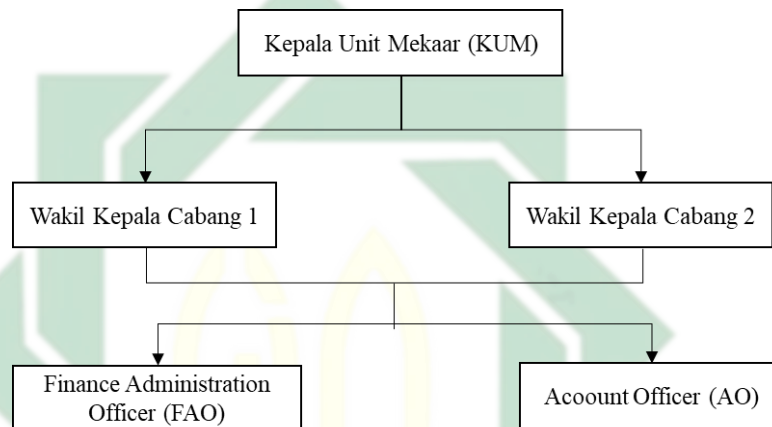 Kepala Unit Mekaar (KUM)
Wakil Kepala Cabang 1
Wakil Kepala Cabang 2
Finance Administration
Officer (FAO)
Acoount Officer (AO)